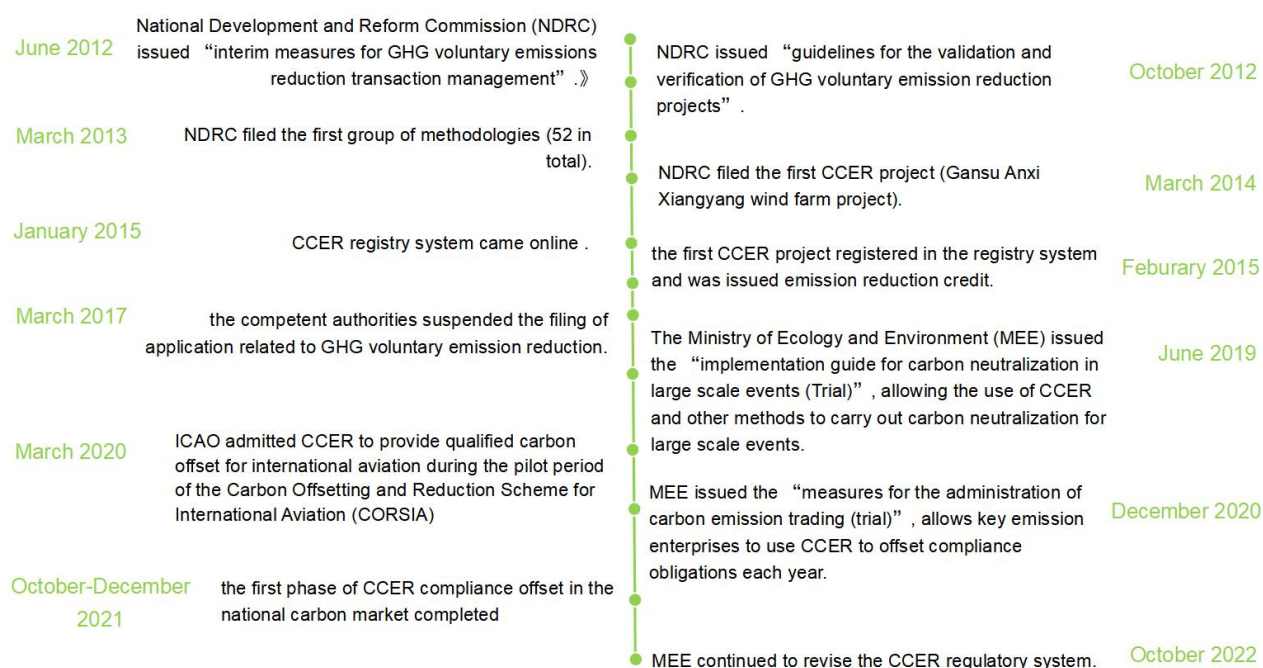 June 2012
National Development and Reform Commission (NDRC)
issued “interim measures for GHG voluntary emissions
reduction transaction management” .》
NDRC issued “guidelines for the validation and
verification of GHG voluntary emission reduction
projects” .
October 2012
March 2013
NDRC filed the first group of methodologies (52 in
total).
NDRC filed the first CCER project (Gansu Anxi
Xiangyang wind farm project).
March 2014
January 2015
CCER registry system came online .
the first CCER project registered in the registry system
and was issued emission reduction credit.
Feburary 2015
March 2017
the competent authorities suspended the filing of
application related to GHG voluntary emission reduction.
The Ministry of Ecology and Environment (MEE) issued
the “implementation guide for carbon neutralization in
large scale events (Trial)” , allowing the use of CCER
and other methods to carry out carbon neutralization for
large scale events.
June 2019
March 2020
ICAO admitted CCER to provide qualified carbon
offset for international aviation during the pilot period
of the Carbon Offsetting and Reduction Scheme for
International Aviation (CORSIA)
MEE issued the “measures for the administration of
carbon emission trading (trial)” , allows key emission
enterprises to use CCER to offset compliance
obligations each year.
December 2020
October-December
2021
the first phase of CCER compliance offset in the
national carbon market completed
MEE continued to revise the CCER regulatory system.
October 2022